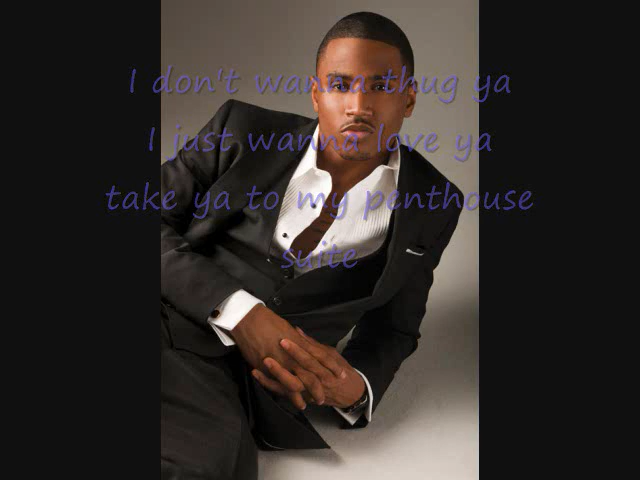 I don't wanna thug ya
I just wanna love ya
take ya to my penthouse
suite